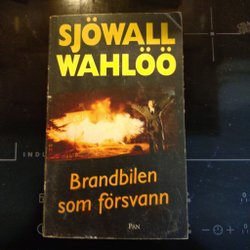 SJÖWALL
WAHLÖÖ
Brandbilen
som försvann
PAN